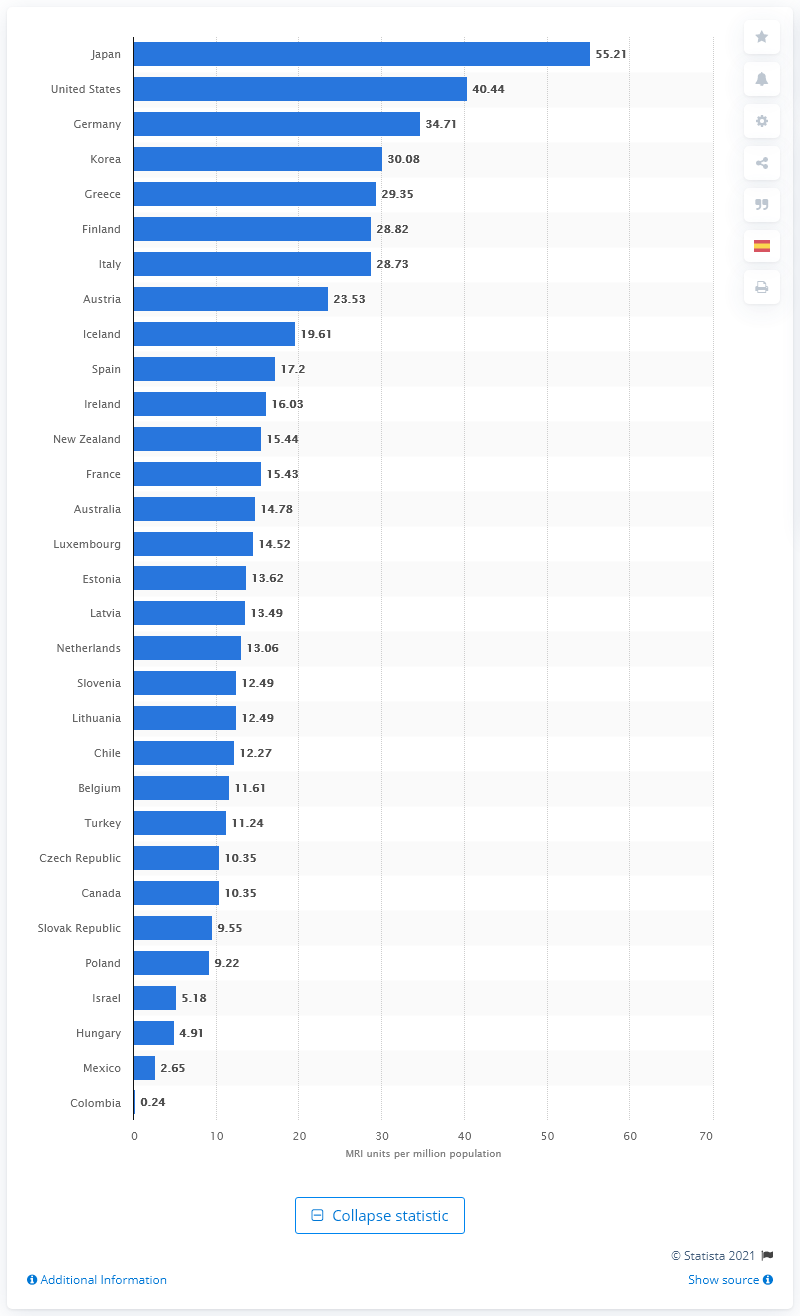 Japan 55.21
United States 40.44
Germany 34.71
Korea 30.08
Greece 29.35
Finland 28.82
Italy 28.73
Austria 23.53
Iceland 19.61
Spain 17.2
Ireland 16.03
New Zealand 15.44
France 15.43
Australia 14.78
Luxembourg 14.52
Estonia 13.62
Latvia 13.49
Netherlands 13.06
Slovenia 12.49
Lithuania 12.49
Chile 12.27
Belgium 11.61
Turkey 11.24
Czech Republic 10.35
Canada 10.35
Slovak Republic 9.55
Poland 9.22
Israel 5.18
Hungary 4.91
Mexico 2.65
Colombia 0.24
0 10 20 30 40 50 60 70
MRI units per million population
Collapse statistic
© Statista 2021
Additional Information Show source